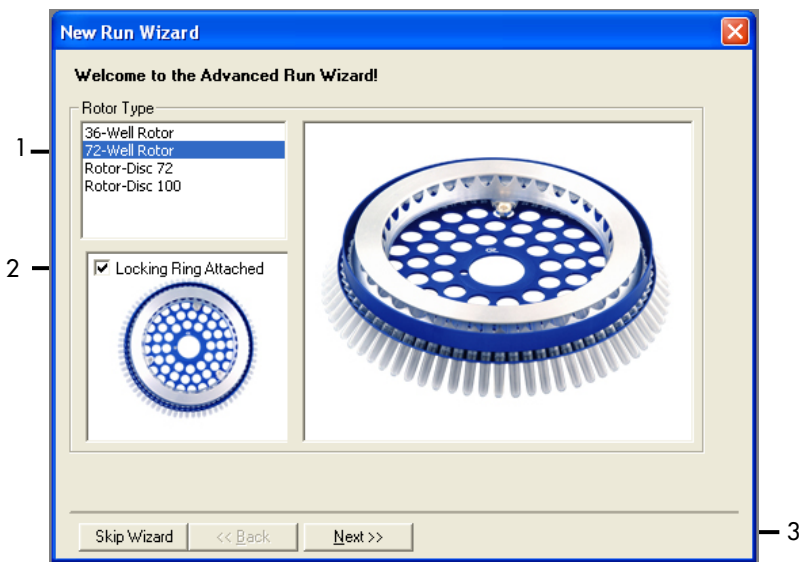 New Run Wizard
Welcome to the Advanced Run Wizard!
Rotor Type
1
36-Well Rotor
72-Well Rotor
Rotor-Disc 72
Rotor-Disc 100
2
Locking Ring Attached
Skip Wizard
<< Back
Next >>
3